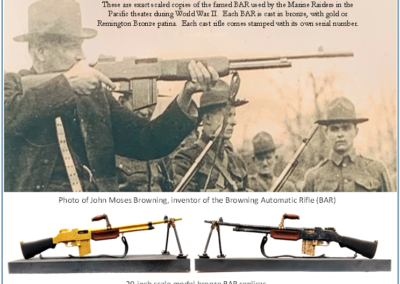 These are exact scaled copies of the famed BAR used by the Marine Raiders in the
Pacific theater during World War II. Each BAR is cast in bronze, with gold or
Remington Bronze patina. Each cast rifle comes stamped with its own serial number.
Photo of John Moses Browning, inventor of the Browning Automatic Rifle (BAR)
20 inch scale model bronze BAR replicas